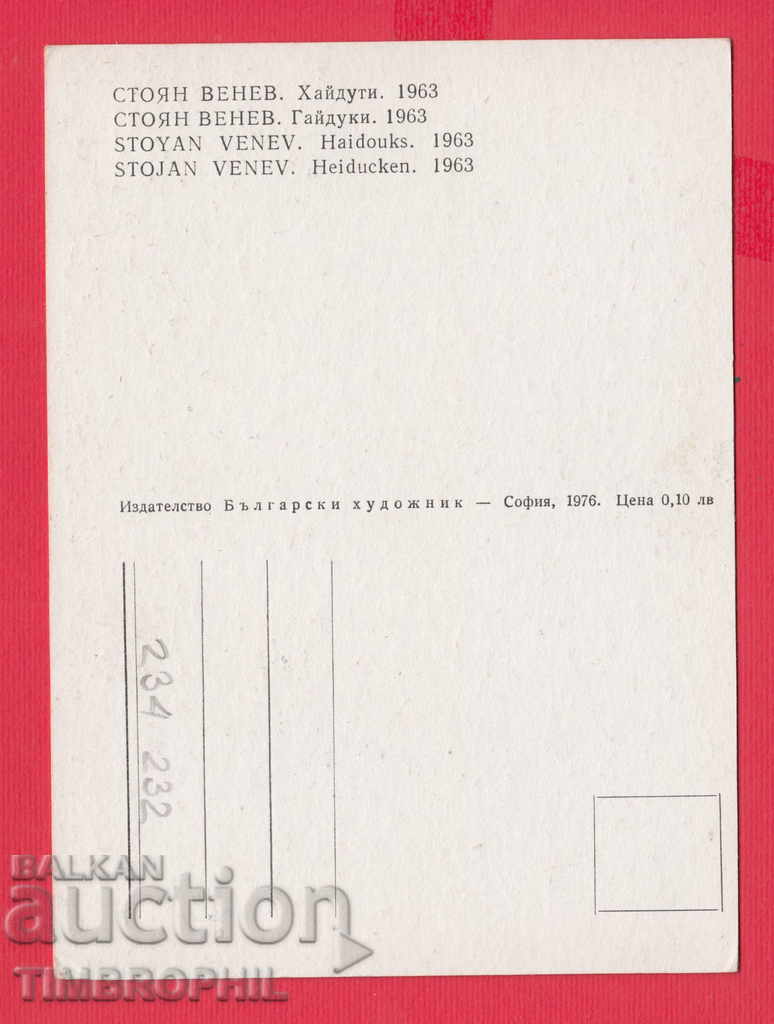 СТОЯН ВЕНЕВ. Хайдути. 1963
СТОЯН ВЕНЕВ. Гайдуки. 1963
STOYAN VENEV. Haidouks. 1963
STOJAN VENEV. Heiducken. 1963
Издателство Български художник — София, 1976. Цена 0,10 лв
234 232
BALKAN
auction
TIMBROPHIL